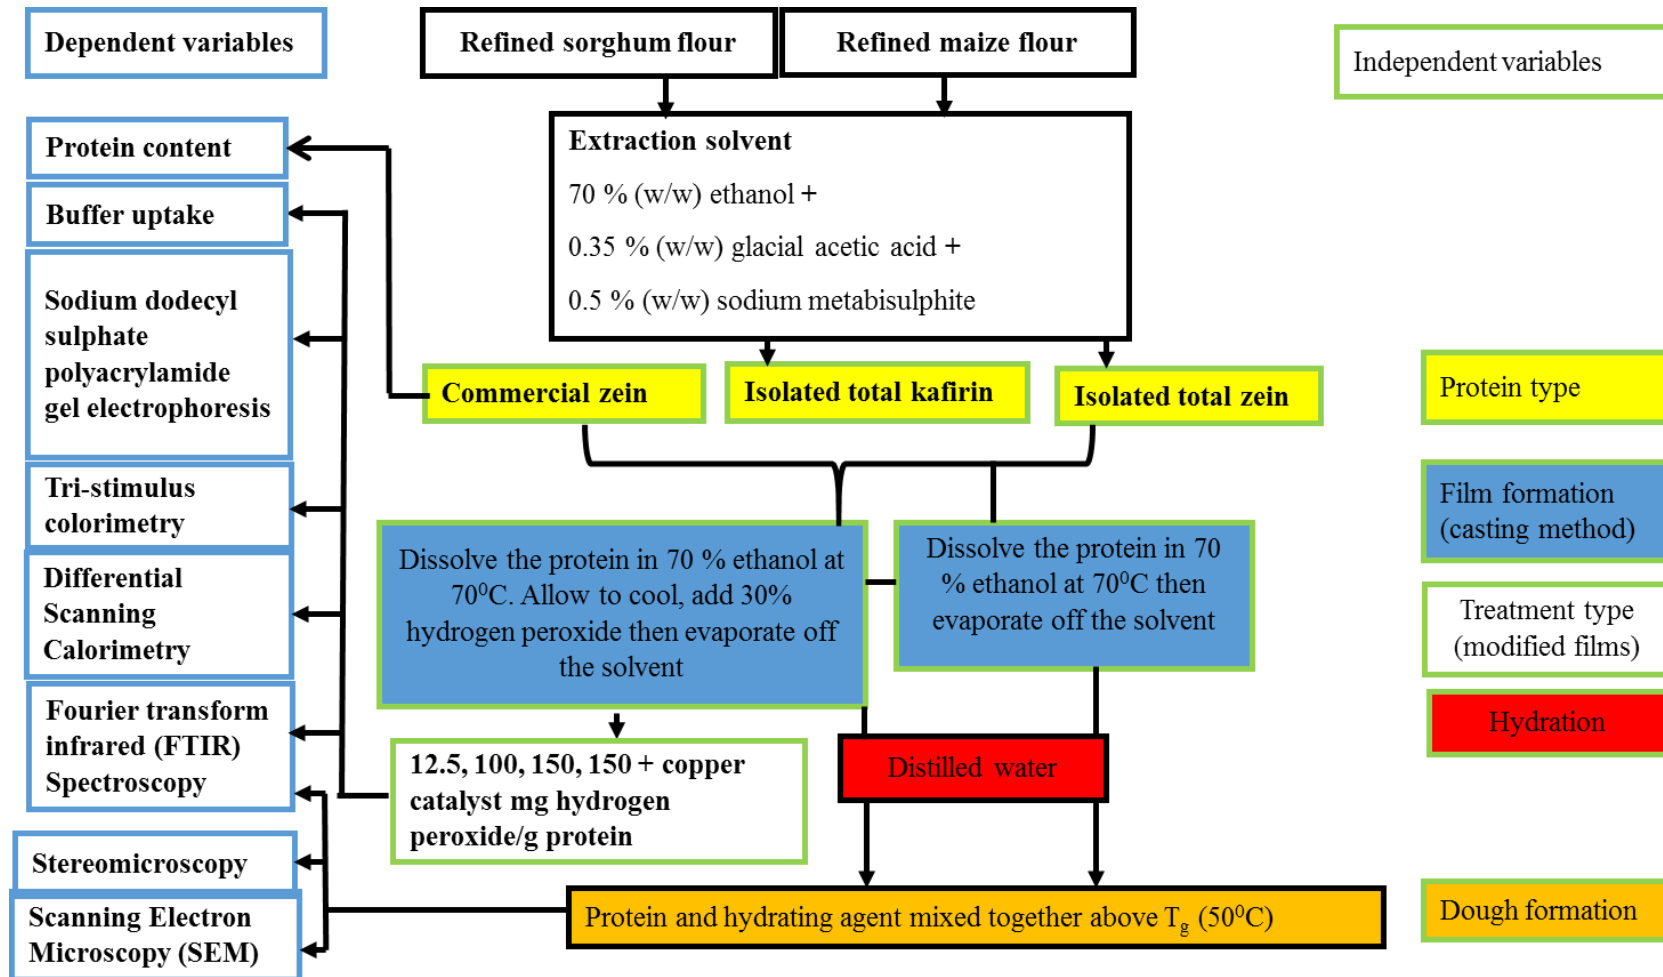 Dependent variables
Refined sorghum flour
Refined maize flour
Independent variables
Protein content
Buffer uptake
Sodium dodecyl
sulphate
polyacrylamide
gel electrophoresis
Tri-stimulus
colorimetry
Differential
Scanning
Calorimetry
Fourier transform
infrared (FTIR)
Spectroscopy
Stereomicroscopy
Scanning Electron
Microscopy (SEM)
Extraction solvent
70 % (w/w) ethanol +
0.35 % (w/w) glacial acetic acid +
0.5 % (w/w) sodium metabisulphite
Commercial zein
Isolated total kafirin
Isolated total zein
Dissolve the protein in 70 % ethanol at
70⁰C. Allow to cool, add 30%
hydrogen peroxide then evaporate off
the solvent
Dissolve the protein in 70
% ethanol at 70⁰C then
evaporate off the solvent
12.5, 100, 150, 150 + copper
catalyst mg hydrogen
peroxide/g protein
Distilled water
Protein and hydrating agent mixed together above Tg (50⁰C)
Protein type
Film formation
(casting method)
Treatment type
(modified films)
Hydration
Dough formation